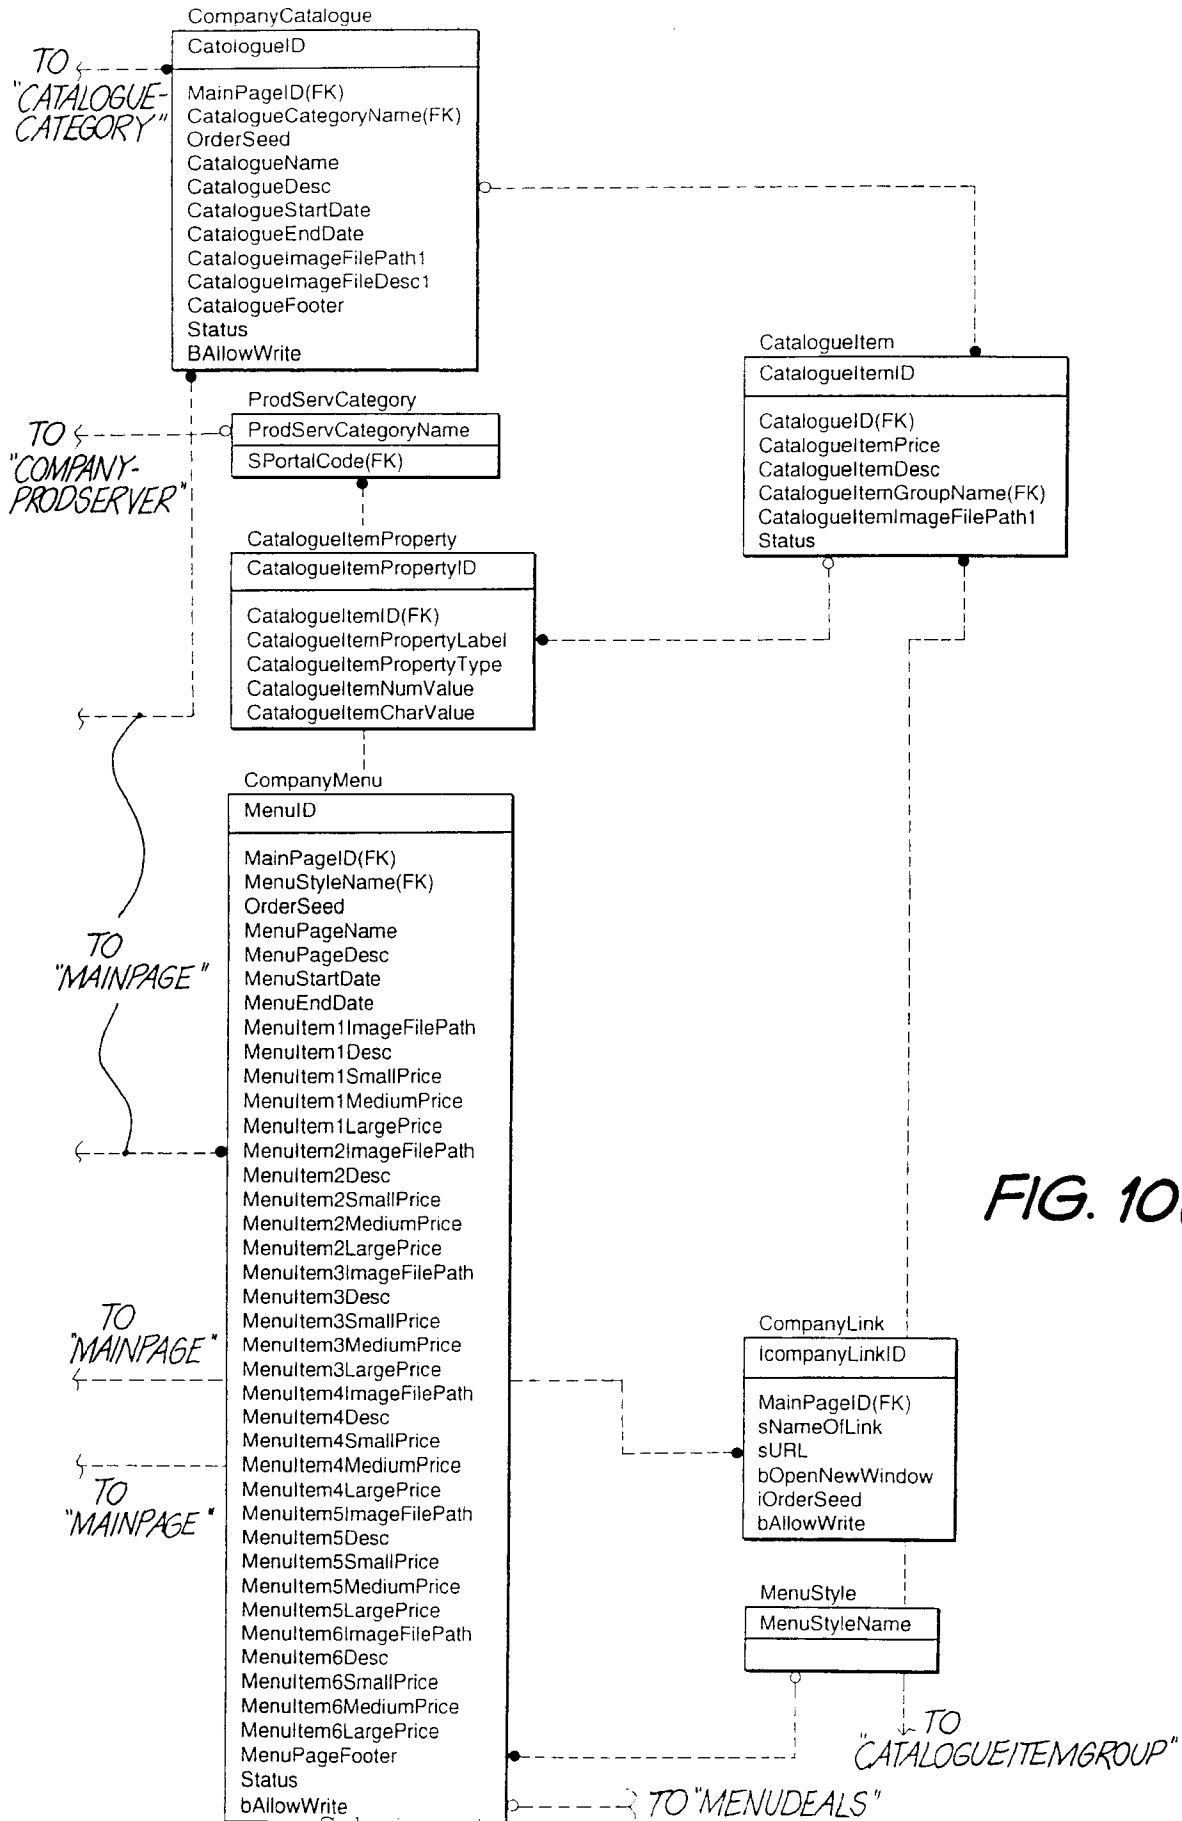 CompanyCatalogue
CatologueID
TO
"CATALOGUE-
CATEGORY"
MainPageID(FK)
CatalogueCategoryName(FK)
OrderSeed
CatalogueName
CatalogueDesc
CatalogueStartDate
CatalogueEndDate
CatalogueImageFilePath1
CatalogueImageFileDesc1
CatalogueFooter
Status
BAllowWrite
CatalogueItem
CatalogueItemID
CatalogueID(FK)
CatalogueItemPrice
CatalogueItemDesc
CatalogueItemGroupName(FK)
CatalogueItemImageFilePath1
Status
ProdServCategory
ProdServCategoryName
SPortalCode(FK)
TO
"COMPANY-
PRODSERVER"
CatalogueItemProperty
CatalogueItemPropertyID
CatalogueItemID(FK)
CatalogueItemPropertyLabel
CatalogueItemPropertyType
CatalogueItemNumValue
CatalogueItemCharValue
CompanyMenu
MenuID
MainPageID(FK)
MenuStyleName(FK)
OrderSeed
MenuPageName
MenuPageDesc
MenuStartDate
MenuEndDate
MenuItem1ImageFilePath
MenuItem1Desc
MenuItem1SmallPrice
MenuItem1MediumPrice
MenuItem1LargePrice
MenuItem2ImageFilePath
MenuItem2Desc
MenuItem2SmallPrice
MenuItem2MediumPrice
MenuItem2LargePrice
MenuItem3ImageFilePath
MenuItem3Desc
MenuItem3SmallPrice
MenuItem3MediumPrice
MenuItem3LargePrice
MenuItem4ImageFilePath
MenuItem4Desc
MenuItem4SmallPrice
MenuItem4MediumPrice
MenuItem4LargePrice
MenuItem5ImageFilePath
MenuItem5Desc
MenuItem5SmallPrice
MenuItem5MediumPrice
MenuItem5LargePrice
MenuItem6ImageFilePath
MenuItem6Desc
MenuItem6SmallPrice
MenuItem6MediumPrice
MenuItem6LargePrice
MenuPageFooter
Status
bAllowWrite
TO
"MAINPAGE"
TO
"MAINPAGE"
TO
"MAINPAGE"
FIG. 10
CompanyLink
IcompanyLinkID
MainPageID(FK)
sNameOfLink
sURL
bOpenNewWindow
iOrderSeed
bAllowWrite
MenuStyle
MenuStyleName
TO
"CATALOGUEITEMGROUP"
TO "MENUDEALS"